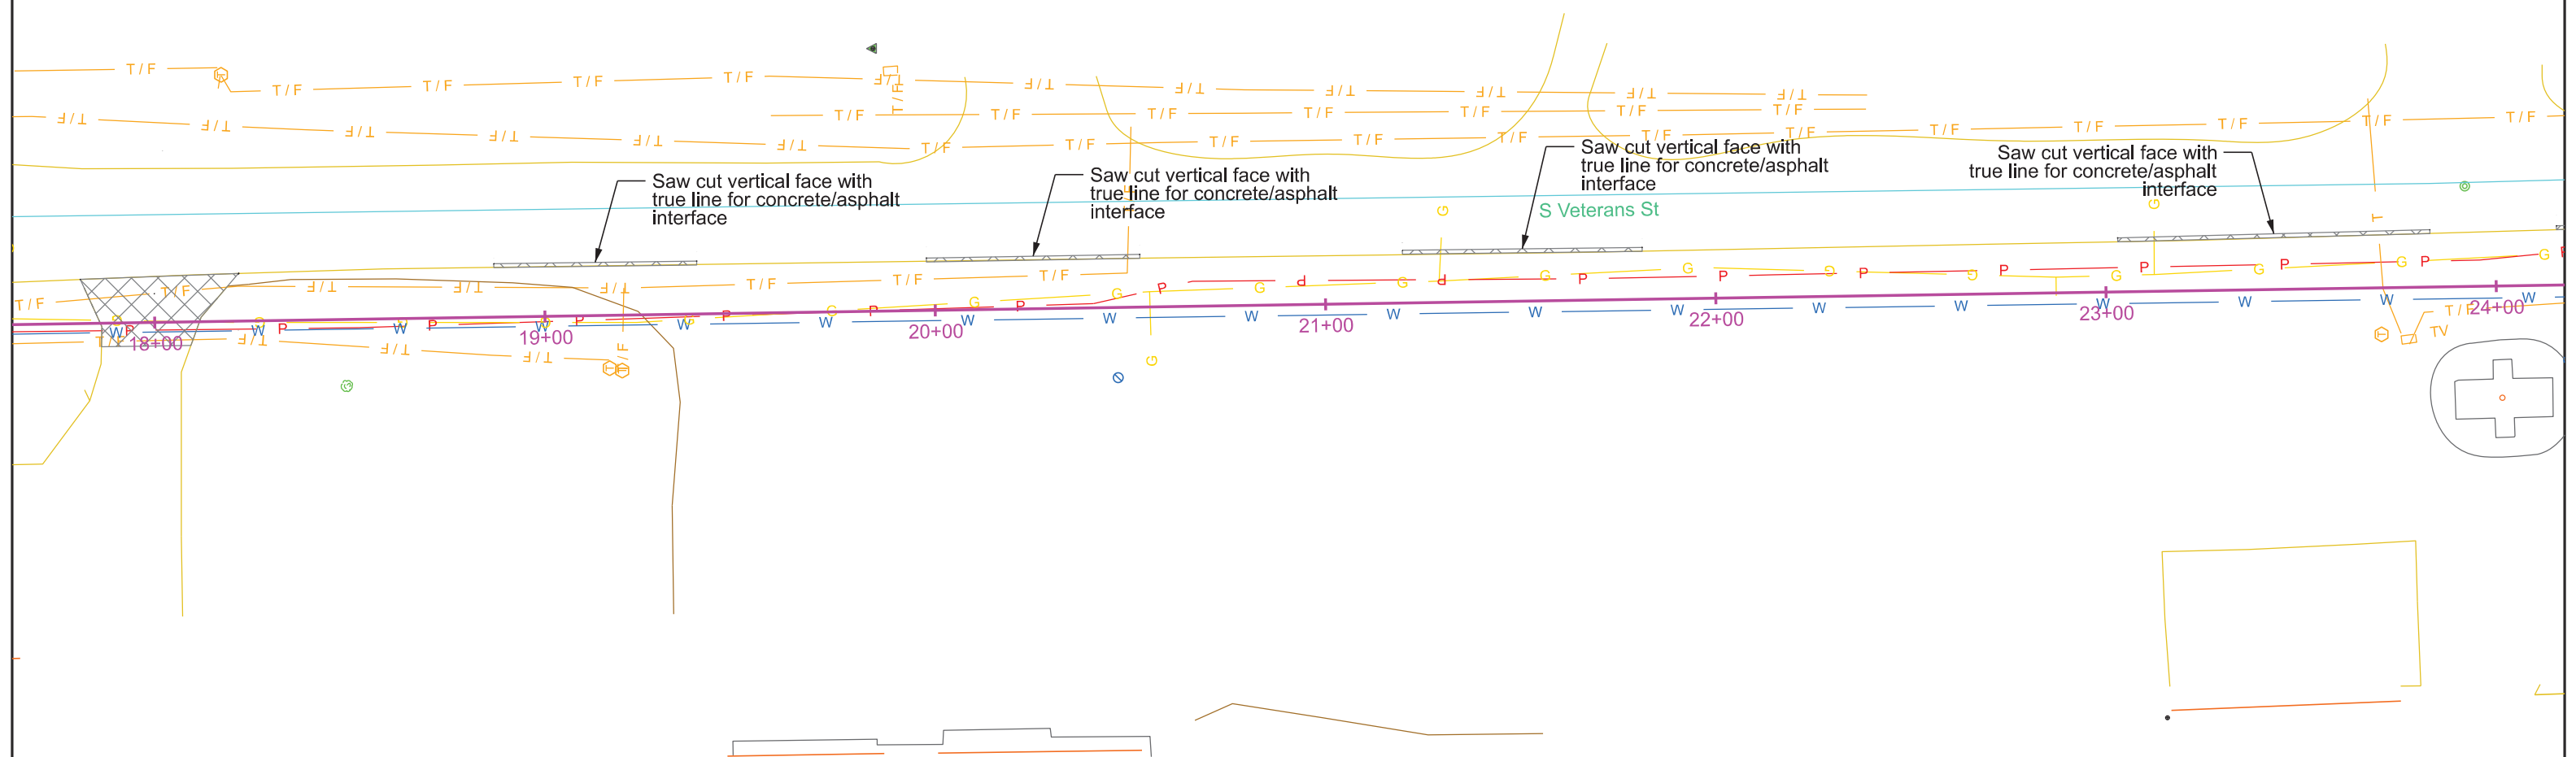 T / F T / F T / F T / F T / F T / F T / F T / F T / F T / F T / F T / F
T / F
T / F T / F T / F T / F T / F T / F T / F
T / F T / F T / F T / F T / F T / F T / F T / F T / F T / F T / F T / F T / F T / F T / F T / F T / F T / F
Saw cut vertical face with
true line for concrete/asphalt
interface
Saw cut vertical face with
true line for concrete/asphalt
interface
Saw cut vertical face with
true line for concrete/asphalt
interface
Saw cut vertical face with
true line for concrete/asphalt
interface
S Veterans St
G G
T
T / F T / F T / F T / F T / F T / F T / F T / F
G G G G G G G G G G G G G
P P P P P P P P P P P P P P P P P
W W W W W W W W W W W W W W W W W W
18+00 19+00 20+00 21+00 22+00 23+00 24+00
T / F T / F T / F T / F T / F T / F
TV
G
T T T